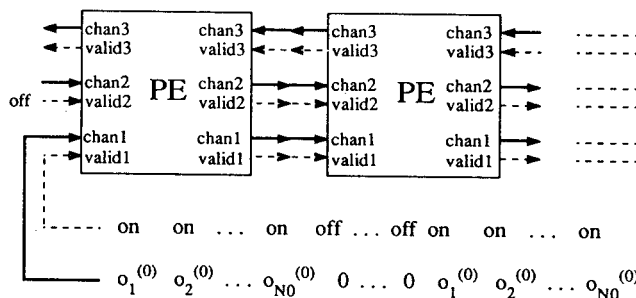 chan3 chan3 chan3 chan3
valid3 valid3 valid3 valid3
chan2 chan2 chan2 chan2
off valid2 PE valid2 valid2 PE valid2
chan1 chan1 chan1 chan1
valid1 valid1 valid1 valid1
on on ... on off ... off on on ... on
o₁⁽⁰⁾ o₂⁽⁰⁾ ... o_N0⁽⁰⁾ 0 ... 0 o₁⁽⁰⁾ o₂⁽⁰⁾ ... o_N0⁽⁰⁾